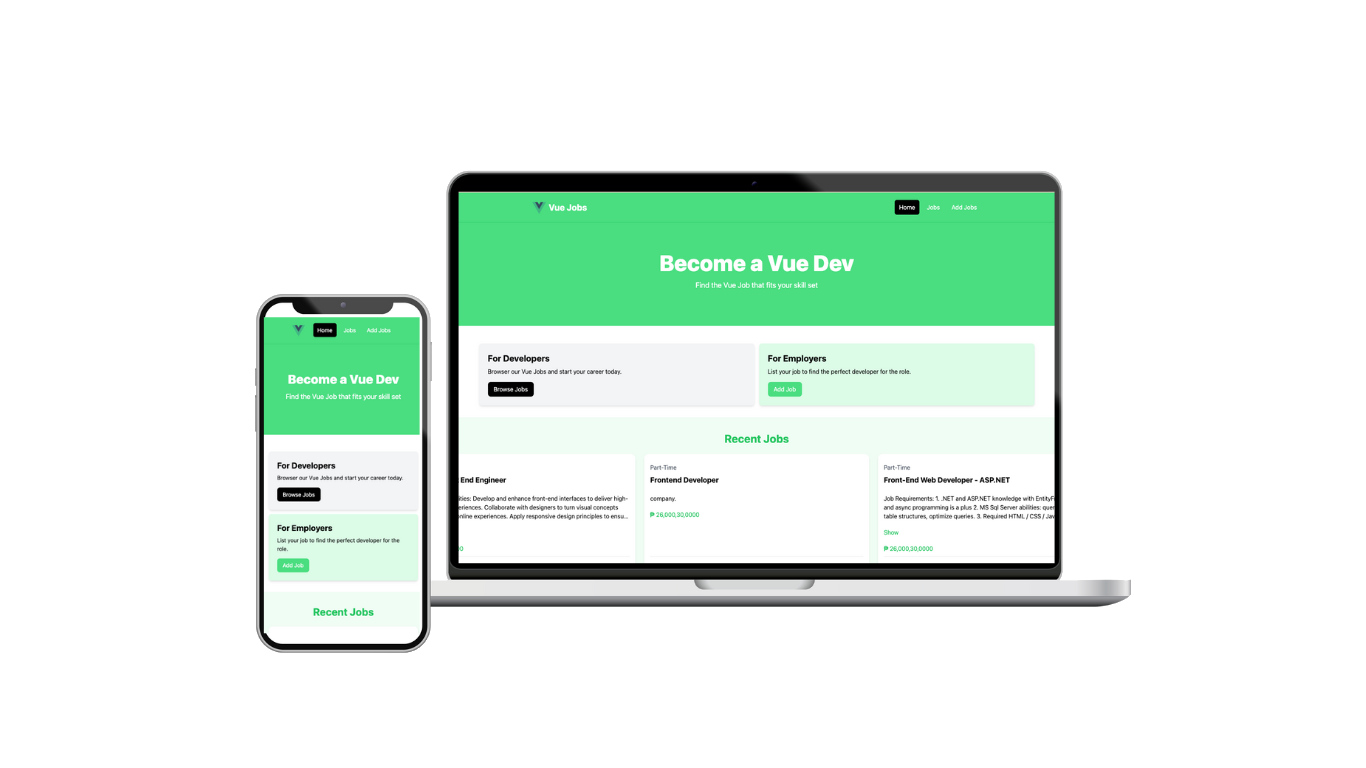 Vue Jobs
Home Jobs Add Jobs
Become a Vue Dev
Find the Vue Job that fits your skill set
For Developers
Browser our Vue Jobs and start your career today.
Browse Jobs
For Employers
List your job to find the perfect developer for the role.
Add Job
Recent Jobs
End Engineer
ities: Develop and enhance front-end interfaces to deliver high-
eriences. Collaborate with designers to turn visual concepts
online experiences. Apply responsive design principles to ensu...
Part-Time
Frontend Developer
company.
₱ 26,000,30,0000
Part-Time
Front-End Web Developer - ASP.NET
Job Requirements: 1. .NET and ASP.NET knowledge with EntityF
and async programming is a plus 2. MS Sql Server abilities: quer
table structures, optimize queries. 3. Required HTML / CSS / Jav
Show
₱ 26,000,30,0000
Home Jobs Add Jobs
Become a Vue Dev
Find the Vue Job that fits your skill set
For Developers
Browser our Vue Jobs and start your career today.
Browse Jobs
For Employers
List your job to find the perfect developer for the
role.
Add Job
Recent Jobs